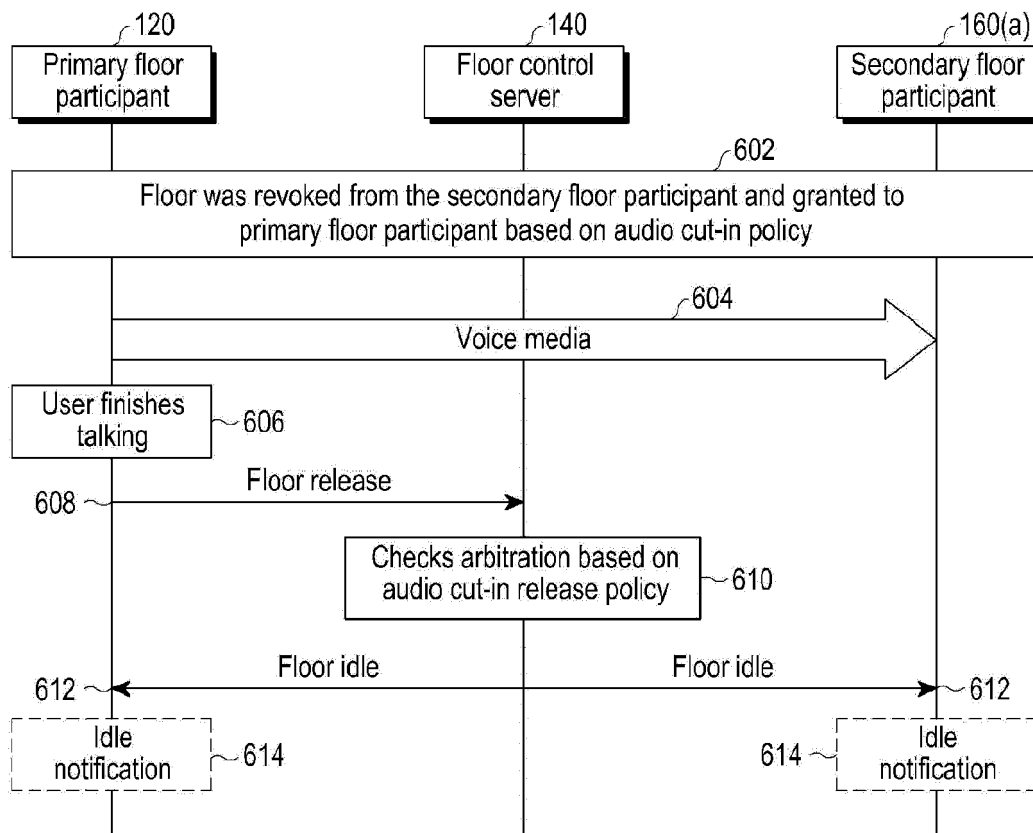 120
140
160(a)
Primary floor
participant
Floor control
server
Secondary floor
participant
602
Floor was revoked from the secondary floor participant and granted to
primary floor participant based on audio cut-in policy
604
Voice media
User finishes
talking
606
Floor release
608
Checks arbitration based on
audio cut-in release policy
610
Floor idle
Floor idle
612
612
Idle
notification
614
614
Idle
notification